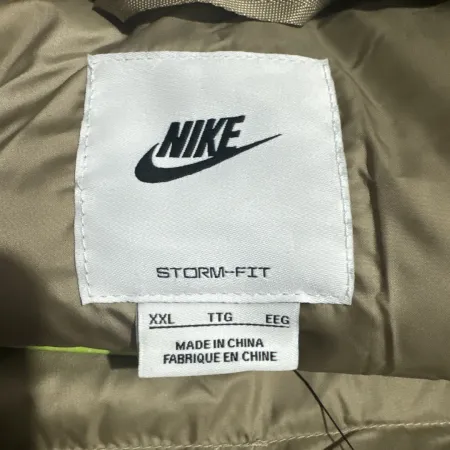 NIKE
STORM-FIT
XXL TTG EEG
MADE IN CHINA
FABRIQUE EN CHINE